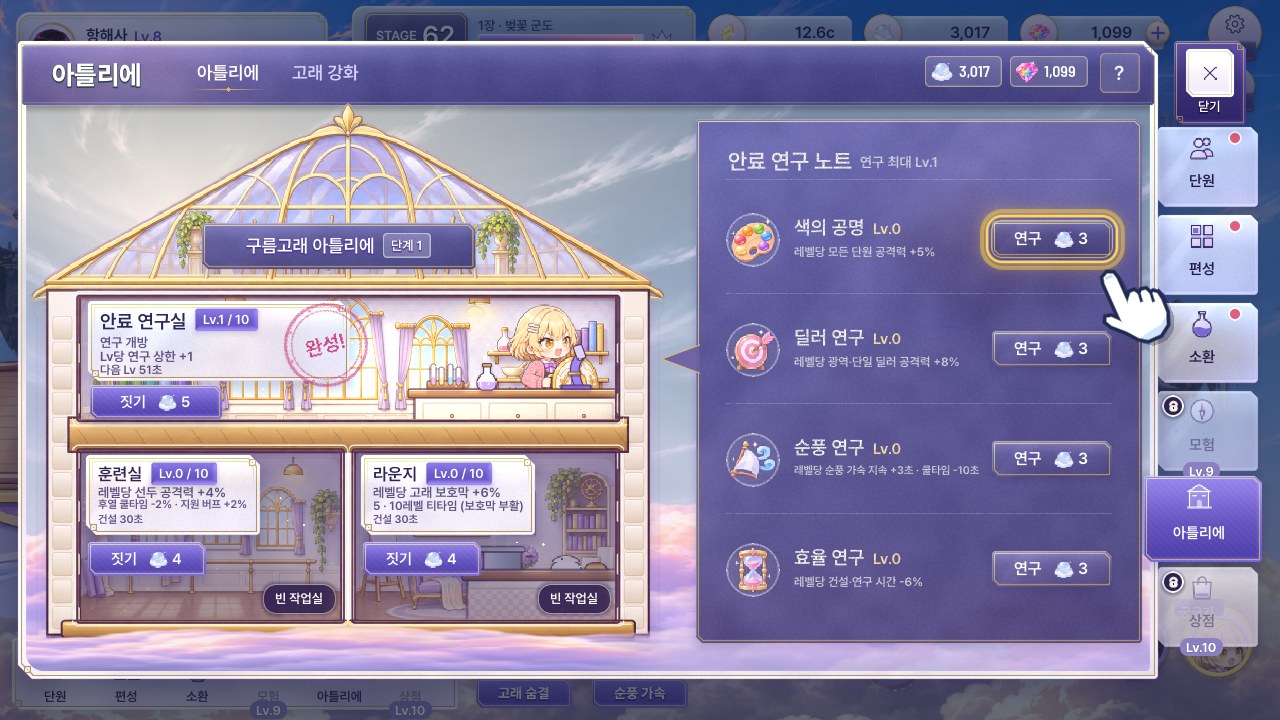 항해사 Lv.8
STAGE 62
1장 · 벚꽃 군도
12.6c
3,017
1,099
아틀리에
아틀리에
고래 강화
3,017
1,099
?
닫기
구름고래 아틀리에 단계 1
안료 연구실 Lv.1 / 10
연구 개방
Lv당 연구 상한 +1
다음 Lv 51초
완성!
짓기 5
훈련실 Lv.0 / 10
레벨당 선두 공격력 +4%
후열 쿨타임 -2% · 지원 버프 +2%
건설 30초
짓기 4
빈 작업실
라운지 Lv.0 / 10
레벨당 고래 보호막 +6%
5 · 10레벨 티타임 (보호막 부활)
건설 30초
짓기 4
빈 작업실
안료 연구 노트 연구 최대 Lv.1
색의 공명 Lv.0
레벨당 모든 단원 공격력 +5%
연구 3
딜러 연구 Lv.0
레벨당 광역·단일 딜러 공격력 +8%
연구 3
순풍 연구 Lv.0
레벨당 순풍 가속 지속 +3초 · 쿨타임 -10초
연구 3
효율 연구 Lv.0
레벨당 건설·연구 시간 -6%
연구 3
단원
편성
소환
모험
Lv.9
아틀리에
상점
Lv.10
단원
편성
소환
모험
Lv.9
아틀리에
상점
Lv.10
고래 숨결
순풍 가속